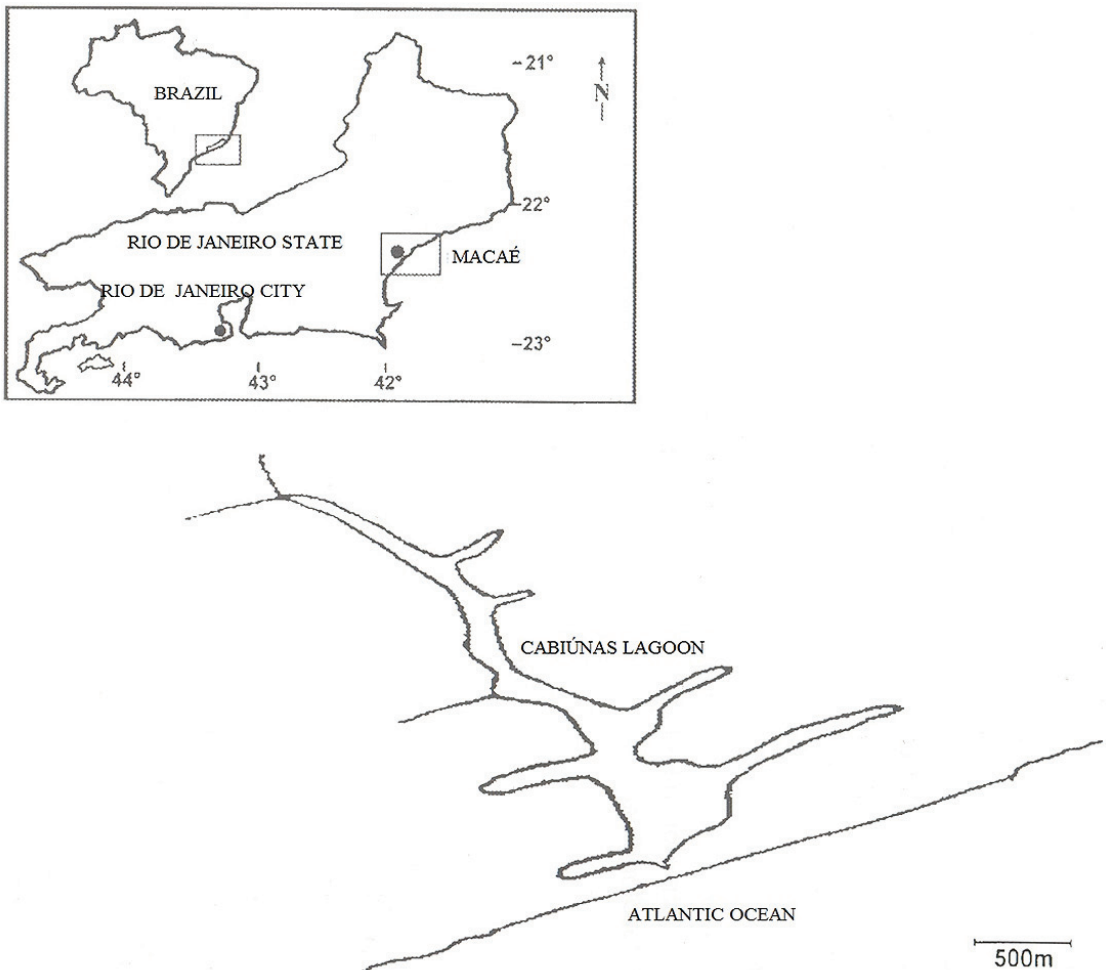 BRAZIL
–21°
N
–22°
RIO DE JANEIRO STATE
MACAÉ
RIO DE JANEIRO CITY
–23°
44°
43°
42°
CABIÚNAS LAGOON
ATLANTIC OCEAN
500m